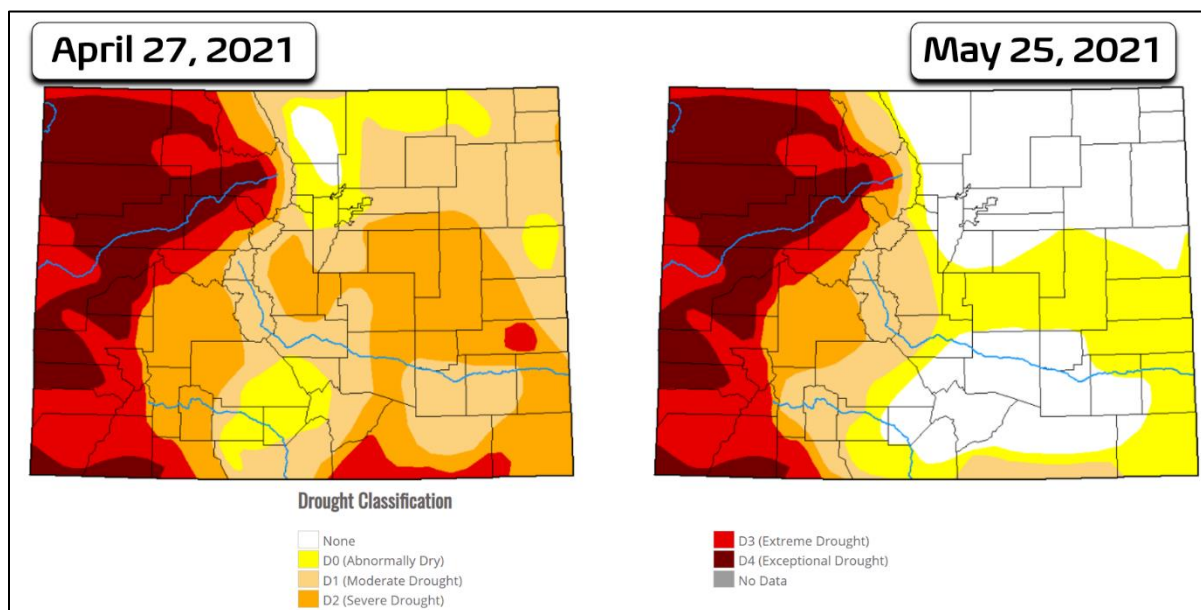 April 27, 2021
May 25, 2021
Drought Classification
None
D0 (Abnormally Dry)
D1 (Moderate Drought)
D2 (Severe Drought)
D3 (Extreme Drought)
D4 (Exceptional Drought)
No Data